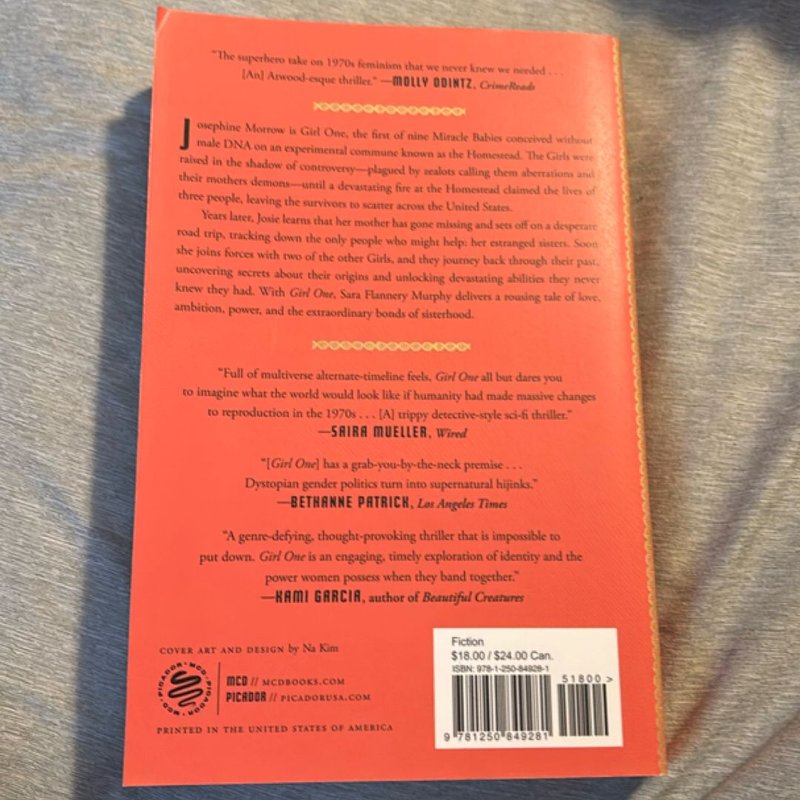 "The superhero take on 1970s feminism that we never knew we needed . . .
[An] Atwood-esque thriller." —MOLLY ODINTZ, CrimeReads
Josephine Morrow is Girl One, the first of nine Miracle Babies conceived without
male DNA on an experimental commune known as the Homestead. The Girls were
raised in the shadow of controversy—plagued by zealots calling them aberrations and
their mothers demons—until a devastating fire at the Homestead claimed the lives of
three people, leaving the survivors to scatter across the United States.
Years later, Josie learns that her mother has gone missing and sets off on a desperate
road trip, tracking down the only people who might help: her estranged sisters. Soon
she joins forces with two of the other Girls, and they journey back through their past,
uncovering secrets about their origins and unlocking devastating abilities they never
knew they had. With Girl One, Sara Flannery Murphy delivers a rousing tale of love,
ambition, power, and the extraordinary bonds of sisterhood.
"Full of multiverse alternate-timeline feels, Girl One all but dares you
to imagine what the world would look like if humanity had made massive changes
to reproduction in the 1970s . . . [A] trippy detective-style sci-fi thriller."
—SAIRA MUELLER, Wired
"[Girl One] has a grab-you-by-the-neck premise . . .
Dystopian gender politics turn into supernatural hijinks."
—BETHANNE PATRICK, Los Angeles Times
"A genre-defying, thought-provoking thriller that is impossible to
put down. Girl One is an engaging, timely exploration of identity and the
power women possess when they band together."
—KAMI GARCIA, author of Beautiful Creatures
COVER ART AND DESIGN by Na Kim
MCD·PICADOR·MCD·PICADOR·
MCD // MCDBOOKS.COM
PICADOR // PICADORUSA.COM
PRINTED IN THE UNITED STATES OF AMERICA
Fiction
$18.00 / $24.00 Can.
ISBN: 978-1-250-84928-1
51800 >
9 781250 849281